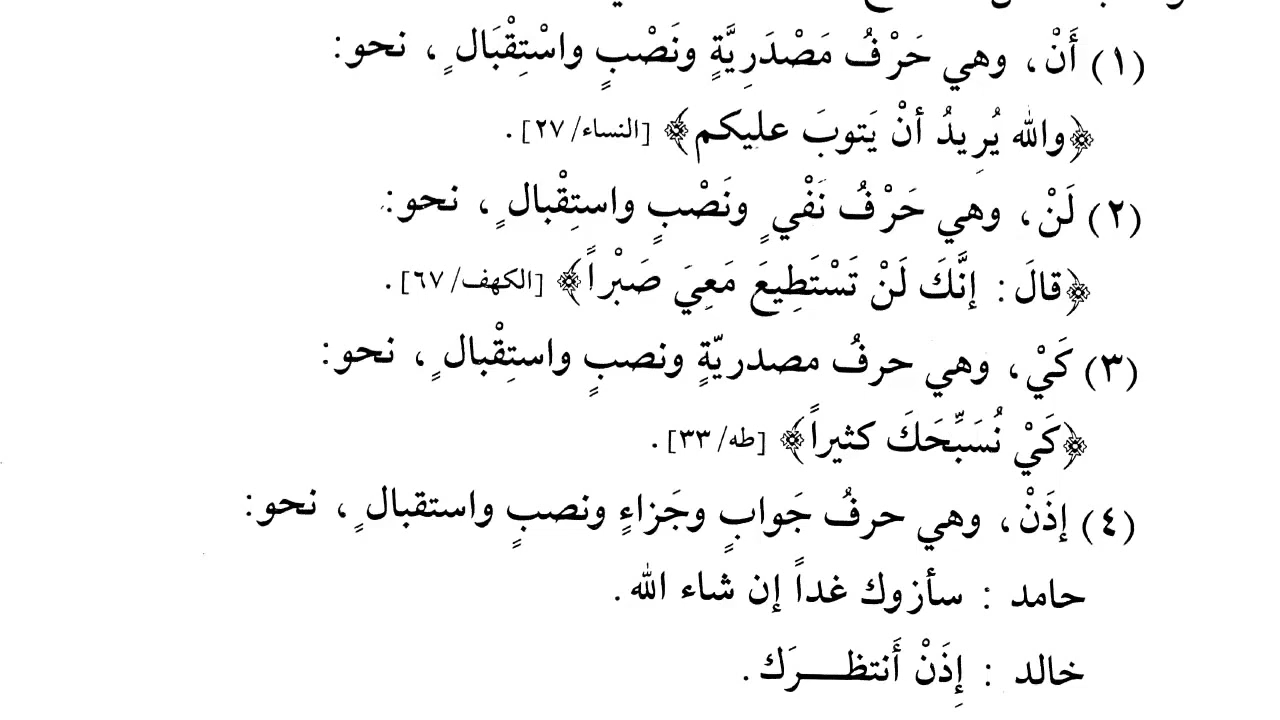 (١) أَنْ، وهي حَرْفُ مَصْدَرِيَّةٍ ونَصْبٍ واسْتِقْبَالٍ، نحو:
﴿والله يُرِيدُ أنْ يَتوبَ عليكم﴾ [النساء/ ٢٧].
(٢) لَنْ، وهي حَرْفُ نَفْيٍ ونَصْبٍ واستِقْبالٍ، نحو:
﴿قالَ: إنَّكَ لَنْ تَسْتَطِيعَ مَعِيَ صَبْراً﴾ [الكهف/ ٦٧].
(٣) كَيْ، وهي حرفُ مصدريّةٍ ونصبٍ واستِقْبالٍ، نحو:
﴿كَيْ نُسَبِّحَكَ كثيراً﴾ [طه/ ٣٣].
(٤) إذَنْ، وهي حرفُ جَوابٍ وجَزاءٍ ونصبٍ واستقبالٍ، نحو:
حامد : سأزوك غداً إن شاء الله.
خالد : إِذَنْ أَنتظـــرَك.